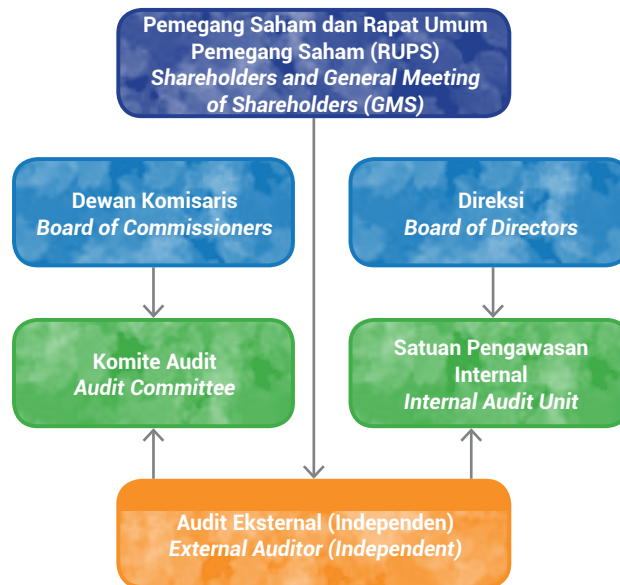 Pemegang Saham dan Rapat Umum
Pemegang Saham (RUPS)
Shareholders and General Meeting
of Shareholders (GMS)
Dewan Komisaris
Board of Commissioners
Direksi
Board of Directors
Komite Audit
Audit Committee
Satuan Pengawasan
Internal
Internal Audit Unit
Audit Eksternal (Independen)
External Auditor (Independent)